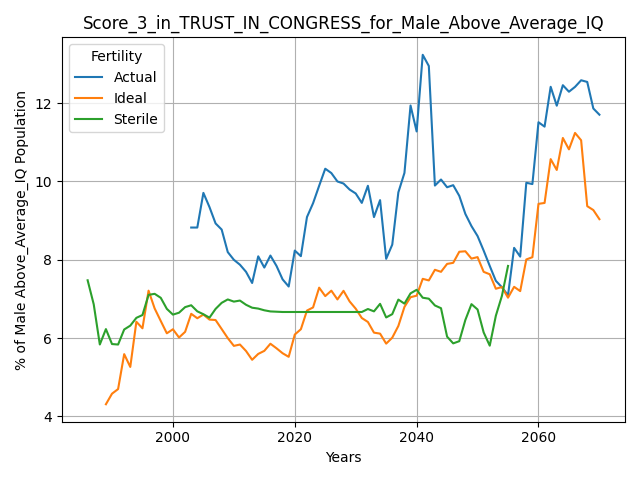 Score_3_in_TRUST_IN_CONGRESS_for_Male_Above_Average_IQ
Fertility
Actual
Ideal
Sterile
% of Male Above_Average_IQ Population
12
10
8
6
4
2000 2020 2040 2060
Years